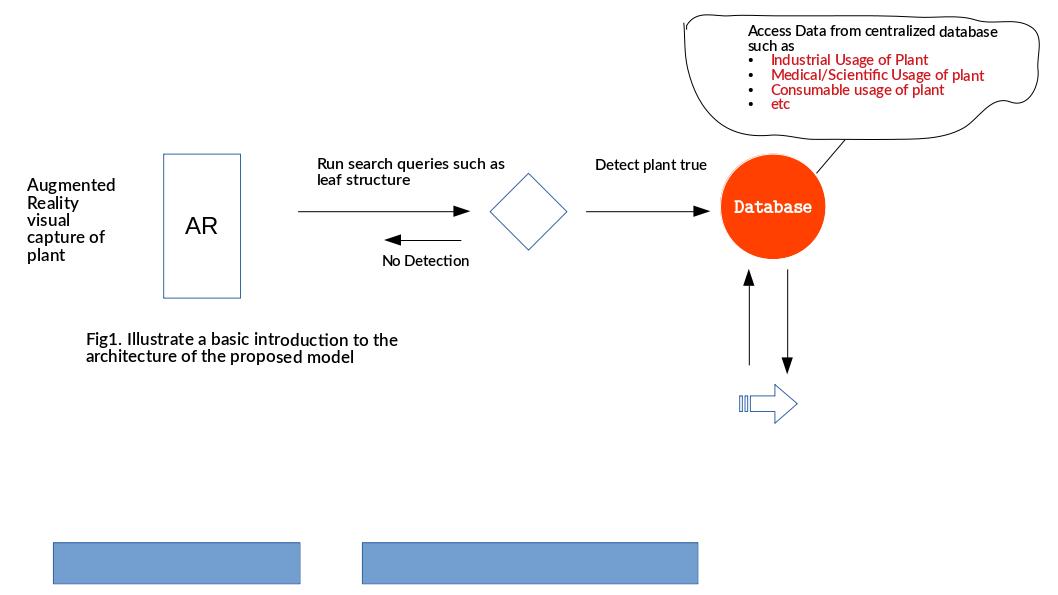 Access Data from centralized database
such as
• Industrial Usage of Plant
• Medical/Scientific Usage of plant
• Consumable usage of plant
• etc
Augmented
Reality
visual
capture of
plant
AR
Run search queries such as
leaf structure
No Detection
Detect plant true
Database
Fig1. Illustrate a basic introduction to the
architecture of the proposed model